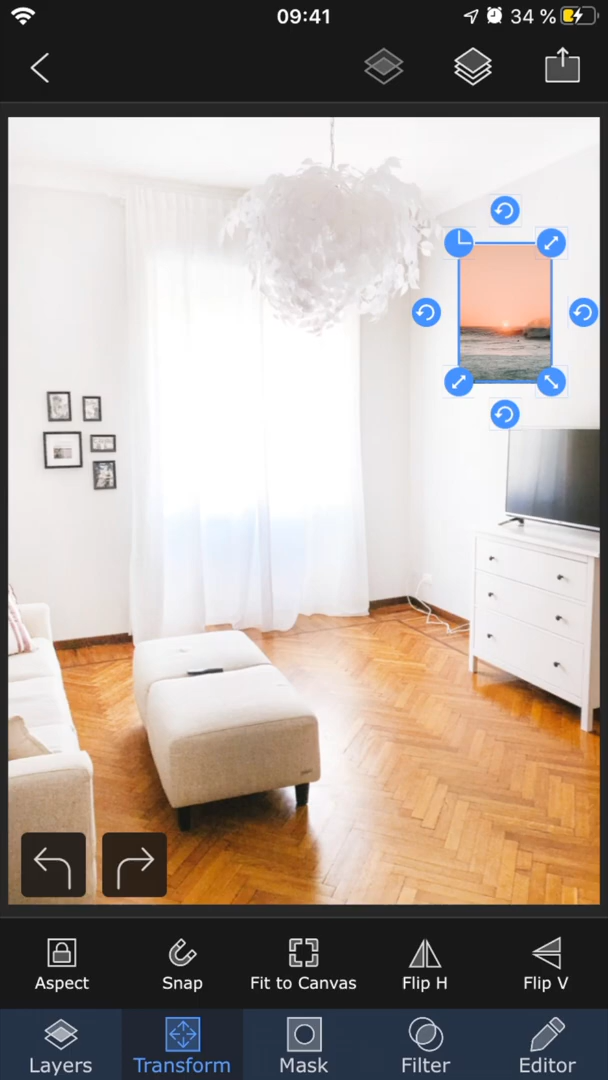 09:41
34 %
Aspect
Snap
Fit to Canvas
Flip H
Flip V
Layers
Transform
Mask
Filter
Editor